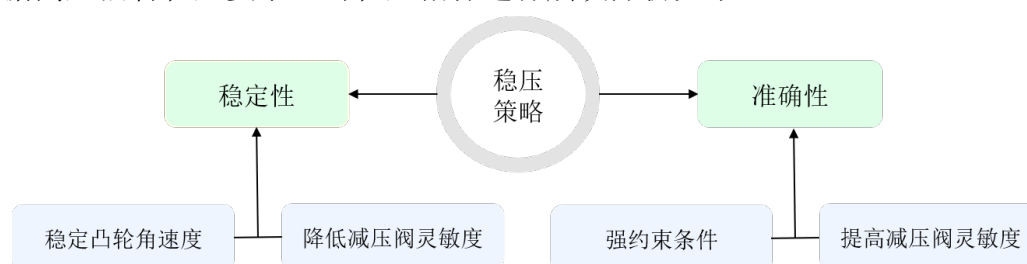 稳压
策略
稳定性
准确性
稳定凸轮角速度
降低减压阀灵敏度
强约束条件
提高减压阀灵敏度